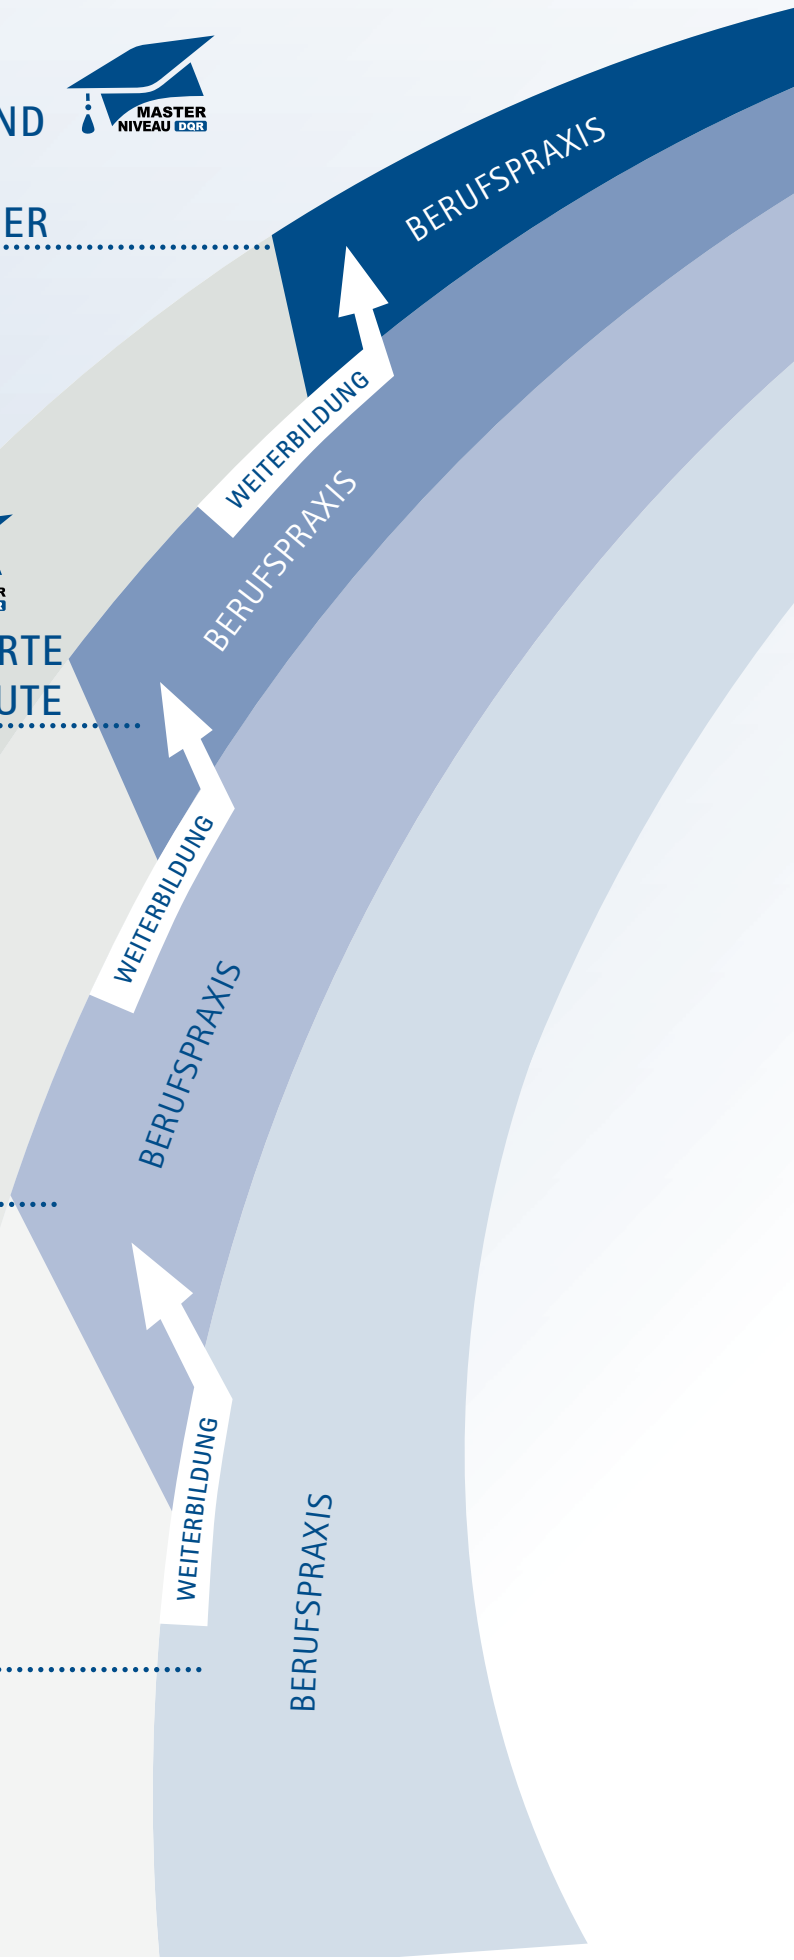 ND
MASTER
NIVEAU DQR
ER
BERUFSPRAXIS
WEITERBILDUNG
BERUFSPRAXIS
R
RTE
UTE
WEITERBILDUNG
BERUFSPRAXIS
WEITERBILDUNG
BERUFSPRAXIS